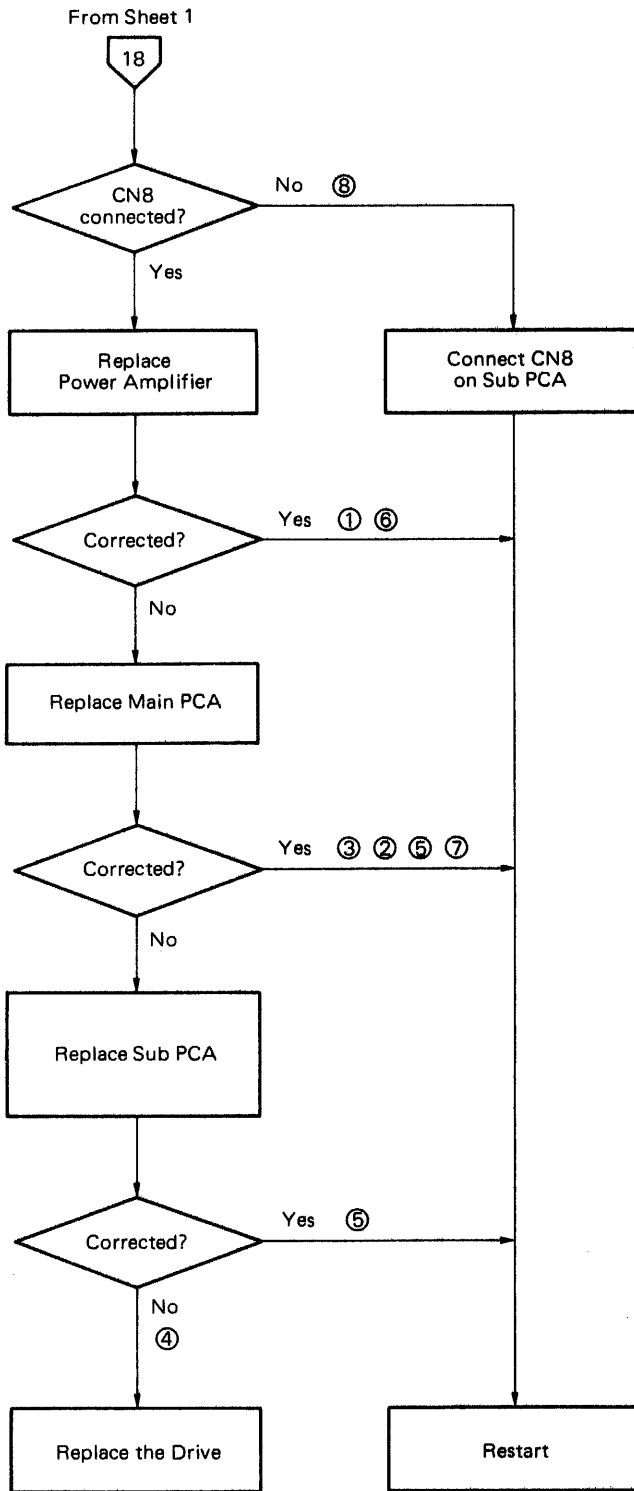 From Sheet 1
18
CN8
connected?
No ⑧
Yes
Replace
Power Amplifier
Connect CN8
on Sub PCA
Corrected?
Yes ① ⑥
No
Replace Main PCA
Corrected?
Yes ③ ② ⑤ ⑦
No
Replace Sub PCA
Corrected?
Yes ⑤
No
④
Replace the Drive
Restart